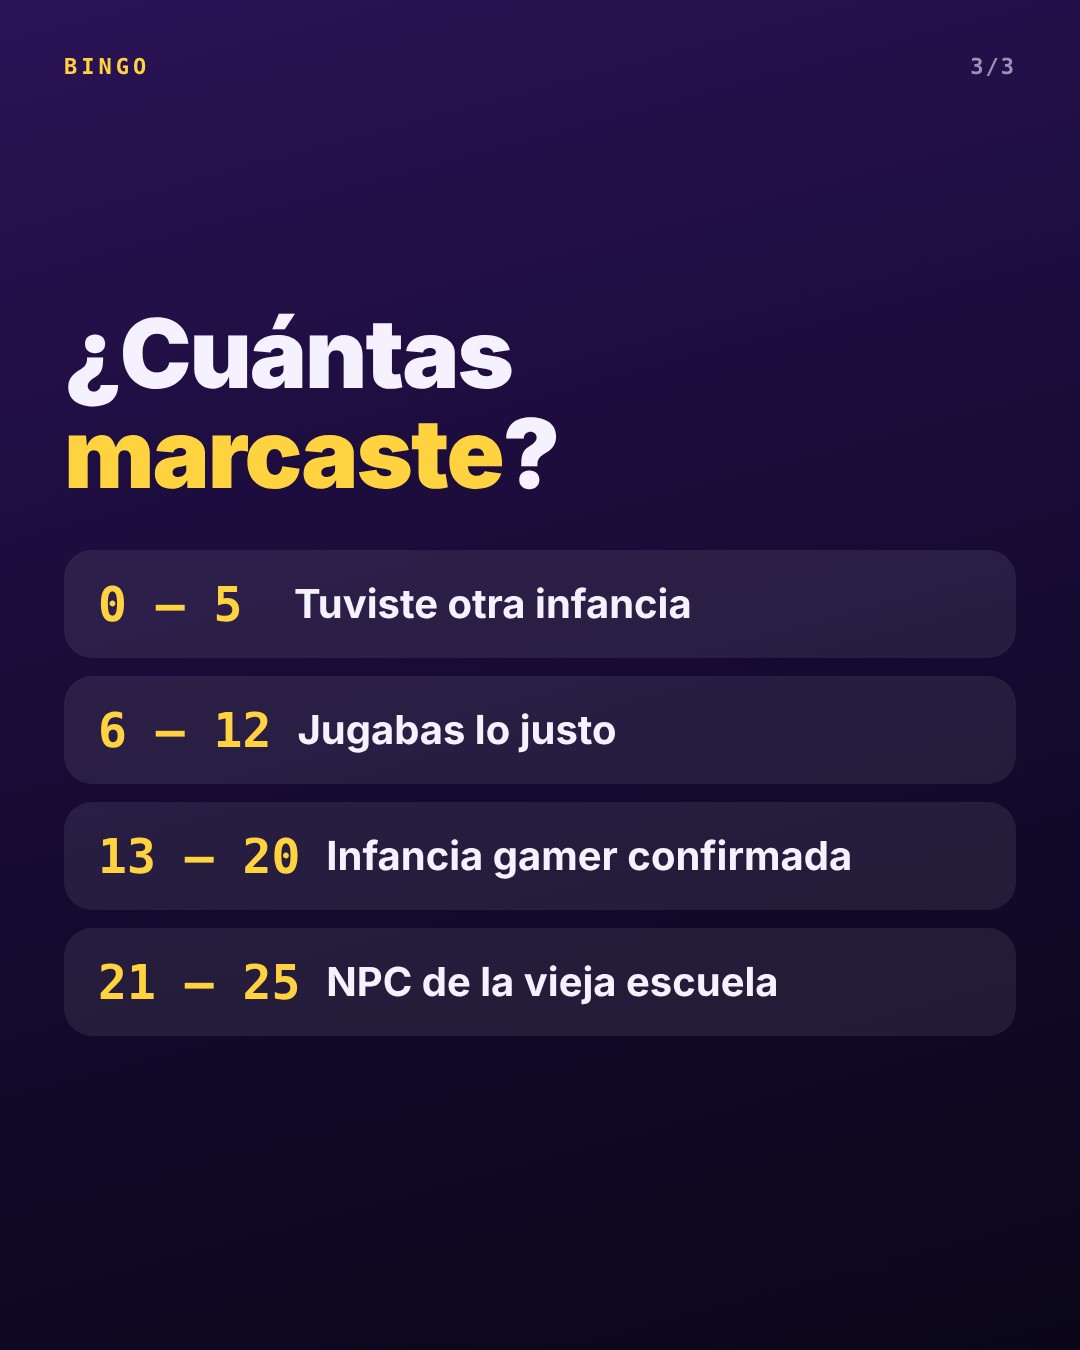 BINGO
3/3
¿Cuántas
marcaste?
0 – 5 Tuviste otra infancia
6 – 12 Jugabas lo justo
13 – 20 Infancia gamer confirmada
21 – 25 NPC de la vieja escuela